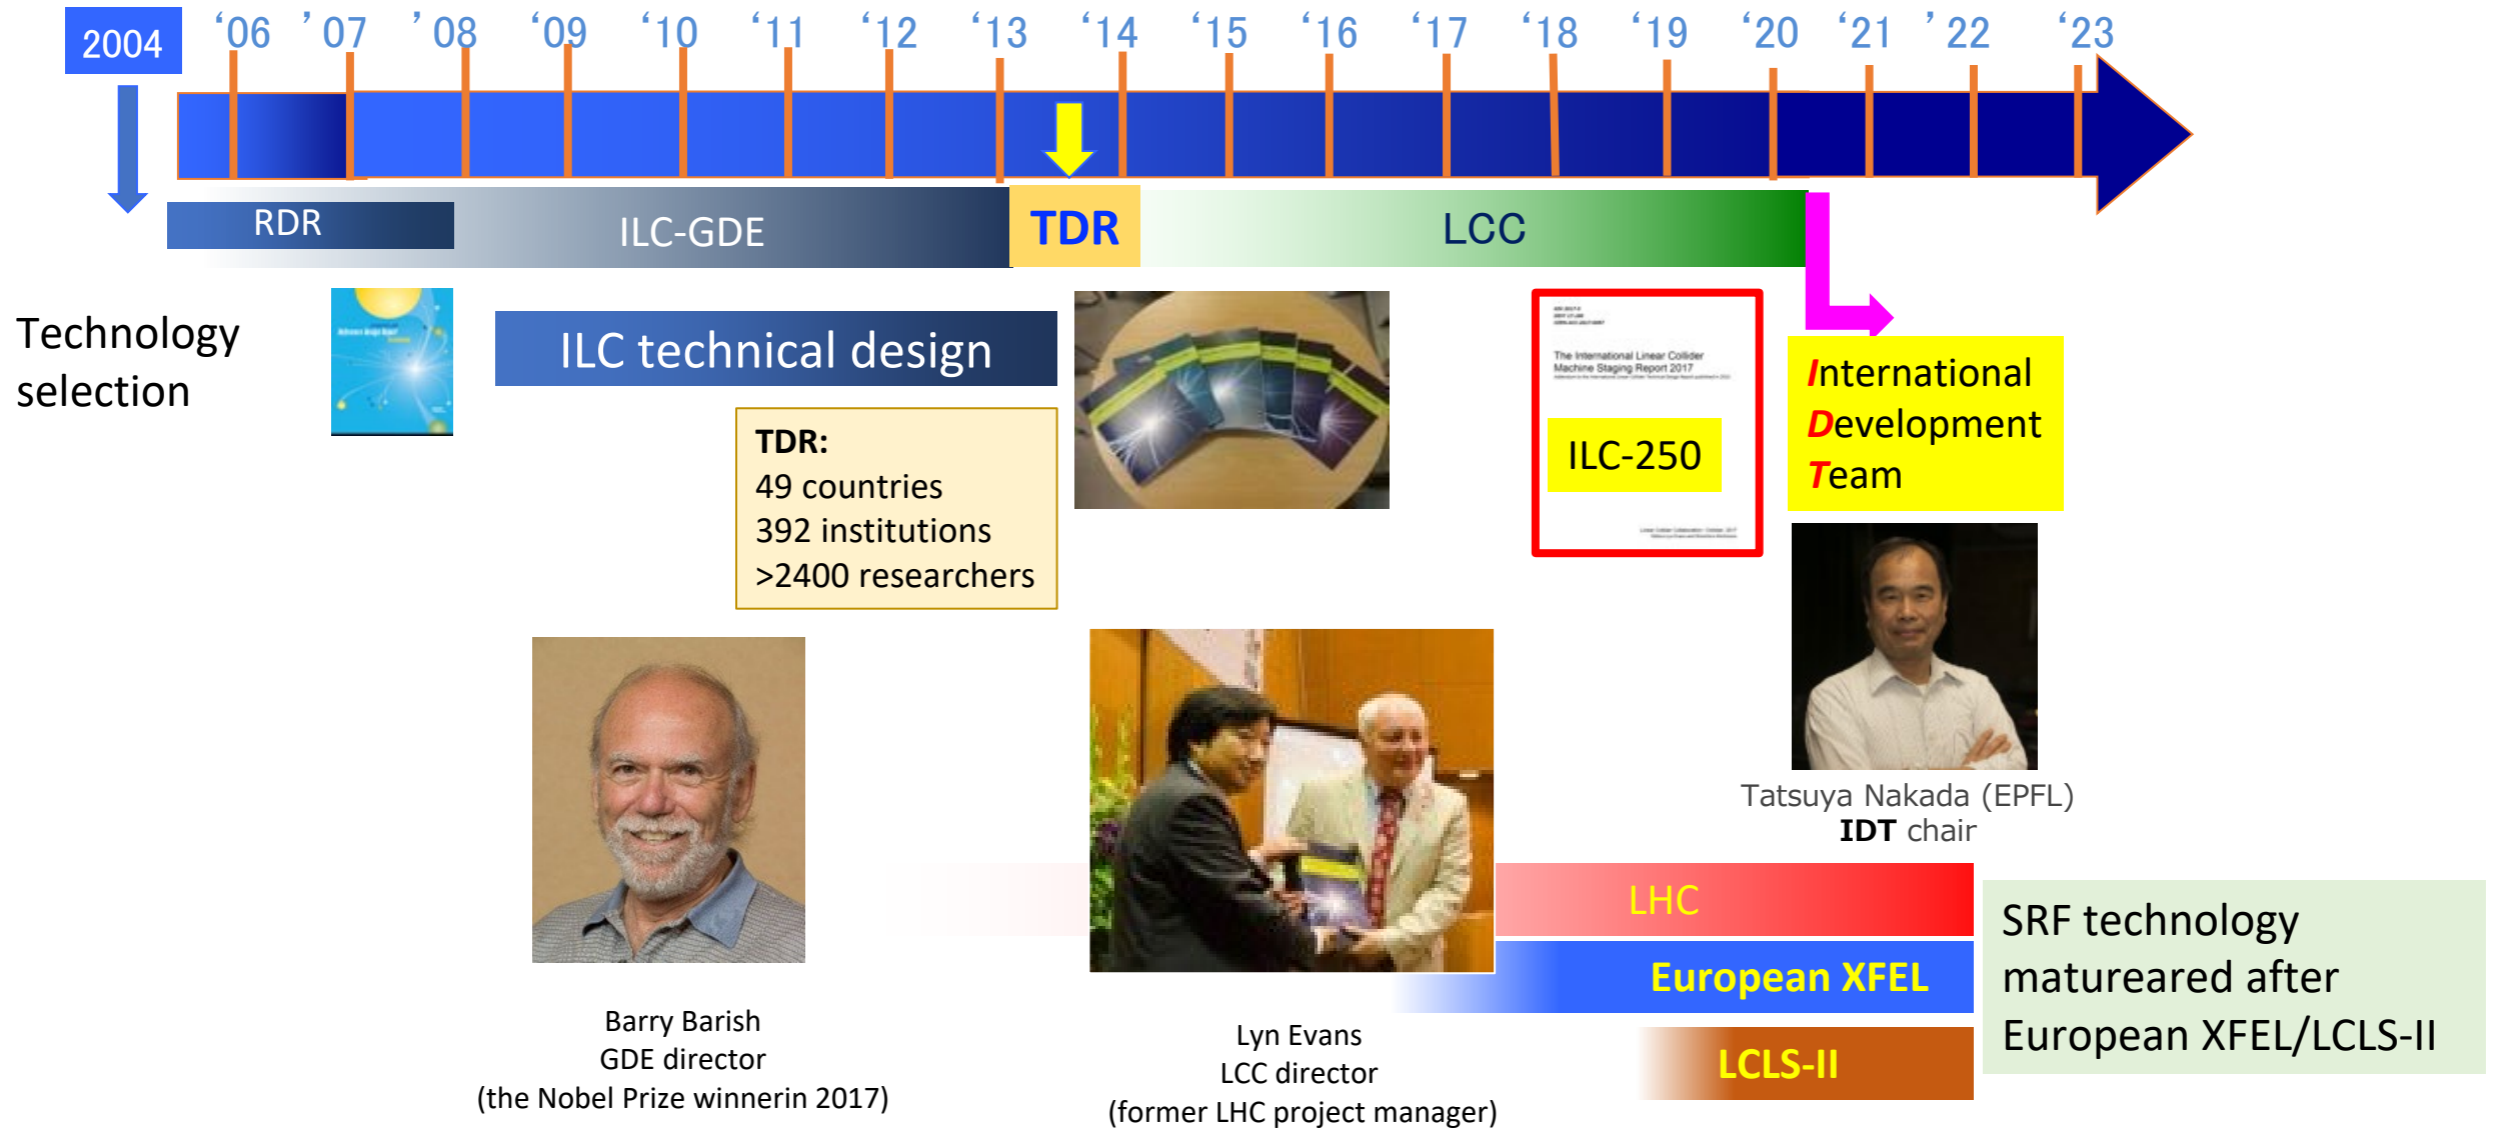 2004
‘06 ’07 ’08 ‘09 ‘10 ‘11 ‘12 ‘13 ‘14 ‘15 ‘16 ‘17 ‘18 ‘19 ‘20 ‘21 ’22 ‘23
RDR
ILC-GDE
TDR
LCC
Technology
selection
ILC technical design
TDR:
49 countries
392 institutions
>2400 researchers
The International Linear Collider
Machine Staging Report 2017
ILC-250
International
Development
Team
Tatsuya Nakada (EPFL)
IDT chair
Barry Barish
GDE director
(the Nobel Prize winnerin 2017)
Lyn Evans
LCC director
(former LHC project manager)
LHC
European XFEL
LCLS-II
SRF technology
matureared after
European XFEL/LCLS-II